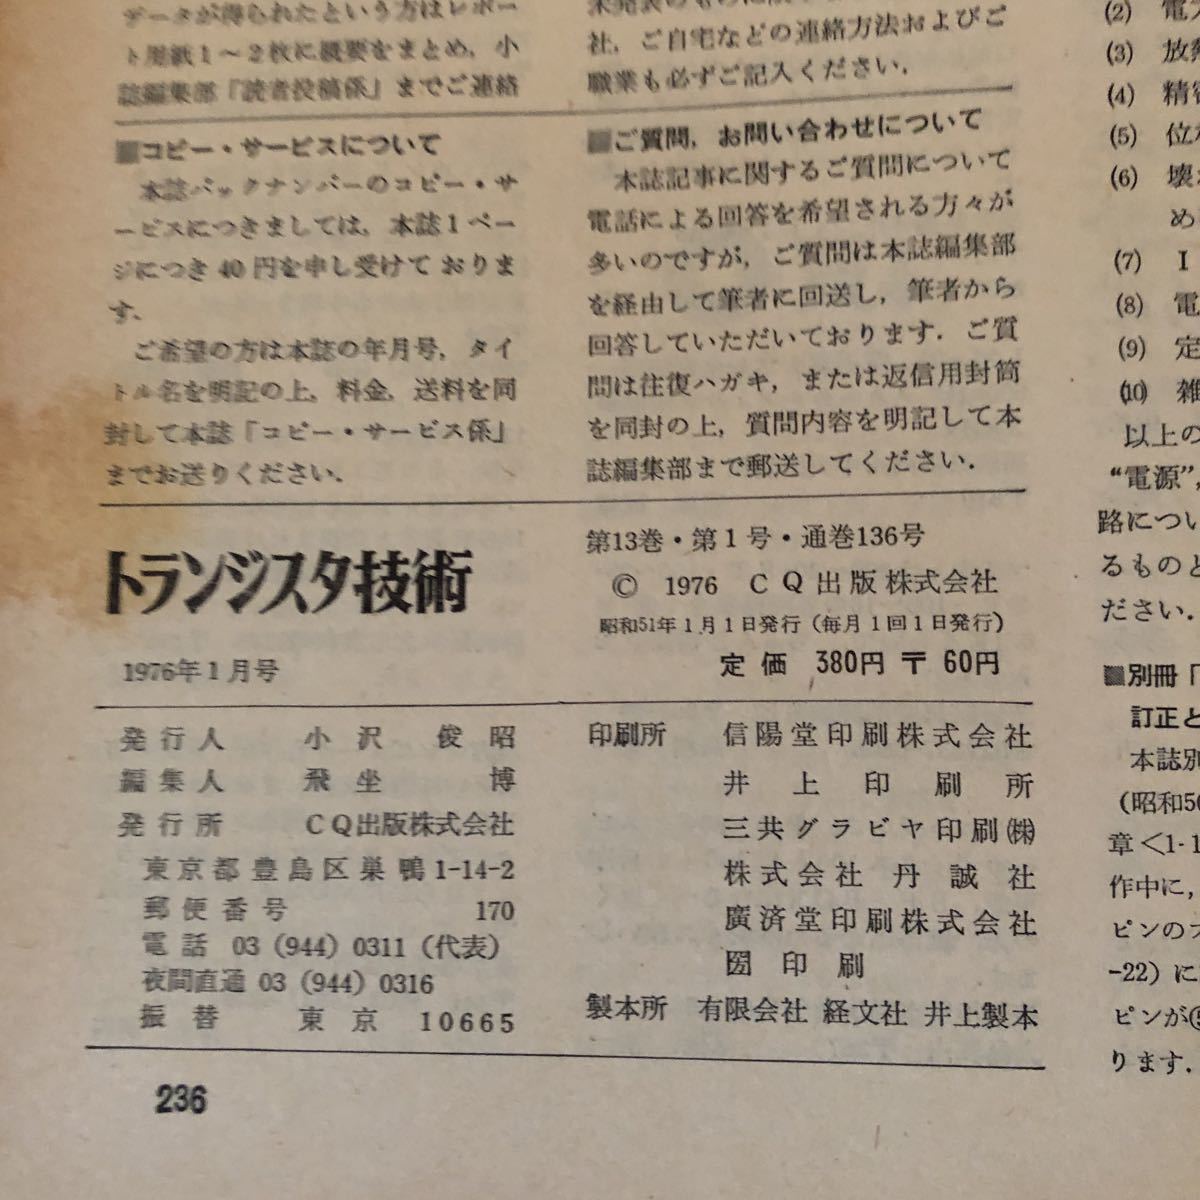 データが得られたという方はレポー
ト用紙1〜2枚に概要をまとめ，小
誌編集部「読者投稿係」までご連絡
社，ご自宅などの連絡方法およびご
職業も必ずご記入ください．
■コピー・サービスについて
本誌バックナンバーのコピー・サ
ービスにつきましては，本誌1ペー
ジにつき40円を申し受けておりま
す．
ご希望の方は本誌の年月号，タイ
トル名を明記の上，料金，送料を同
封して本誌「コピー・サービス係」
までお送りください．
■ご質問，お問い合わせについて
本誌記事に関するご質問について
電話による回答を希望される方々が
多いのですが，ご質問は本誌編集部
を経由して筆者に回送し，筆者から
回答していただいております．ご質
問は往復ハガキ，または返信用封筒
を同封の上，質問内容を明記して本
誌編集部まで郵送してください．
トランジスタ技術
1976年1月号
第13巻・第1号・通巻136号
© 1976 CQ出版株式会社
昭和51年1月1日発行（毎月1回1日発行）
定価 380円 〒60円
発行人 小沢 俊昭
編集人 飛坐 博
発行所 CQ出版株式会社
東京都豊島区巣鴨1-14-2
郵便番号 170
電話 03（944）0311（代表）
夜間直通 03（944）0316
振替 東京 10665
印刷所 信陽堂印刷株式会社
井上印刷所
三共グラビヤ印刷㈱
株式会社 丹誠社
廣済堂印刷株式会社
印刷
製本所 有限会社 経文社 井上製本
236
(2) 電
(3) 放
(4) 精
(5) 位
(6) 壊
め
(7) I
(8) 電
(9) 定
(10) 雑
以上の
“電源”，
路につい
るものと
ださい．
■別冊「
訂正と
本誌別
（昭和50
章＜1-1
作中に，
ピンの
-22）に
ピンが
ります．